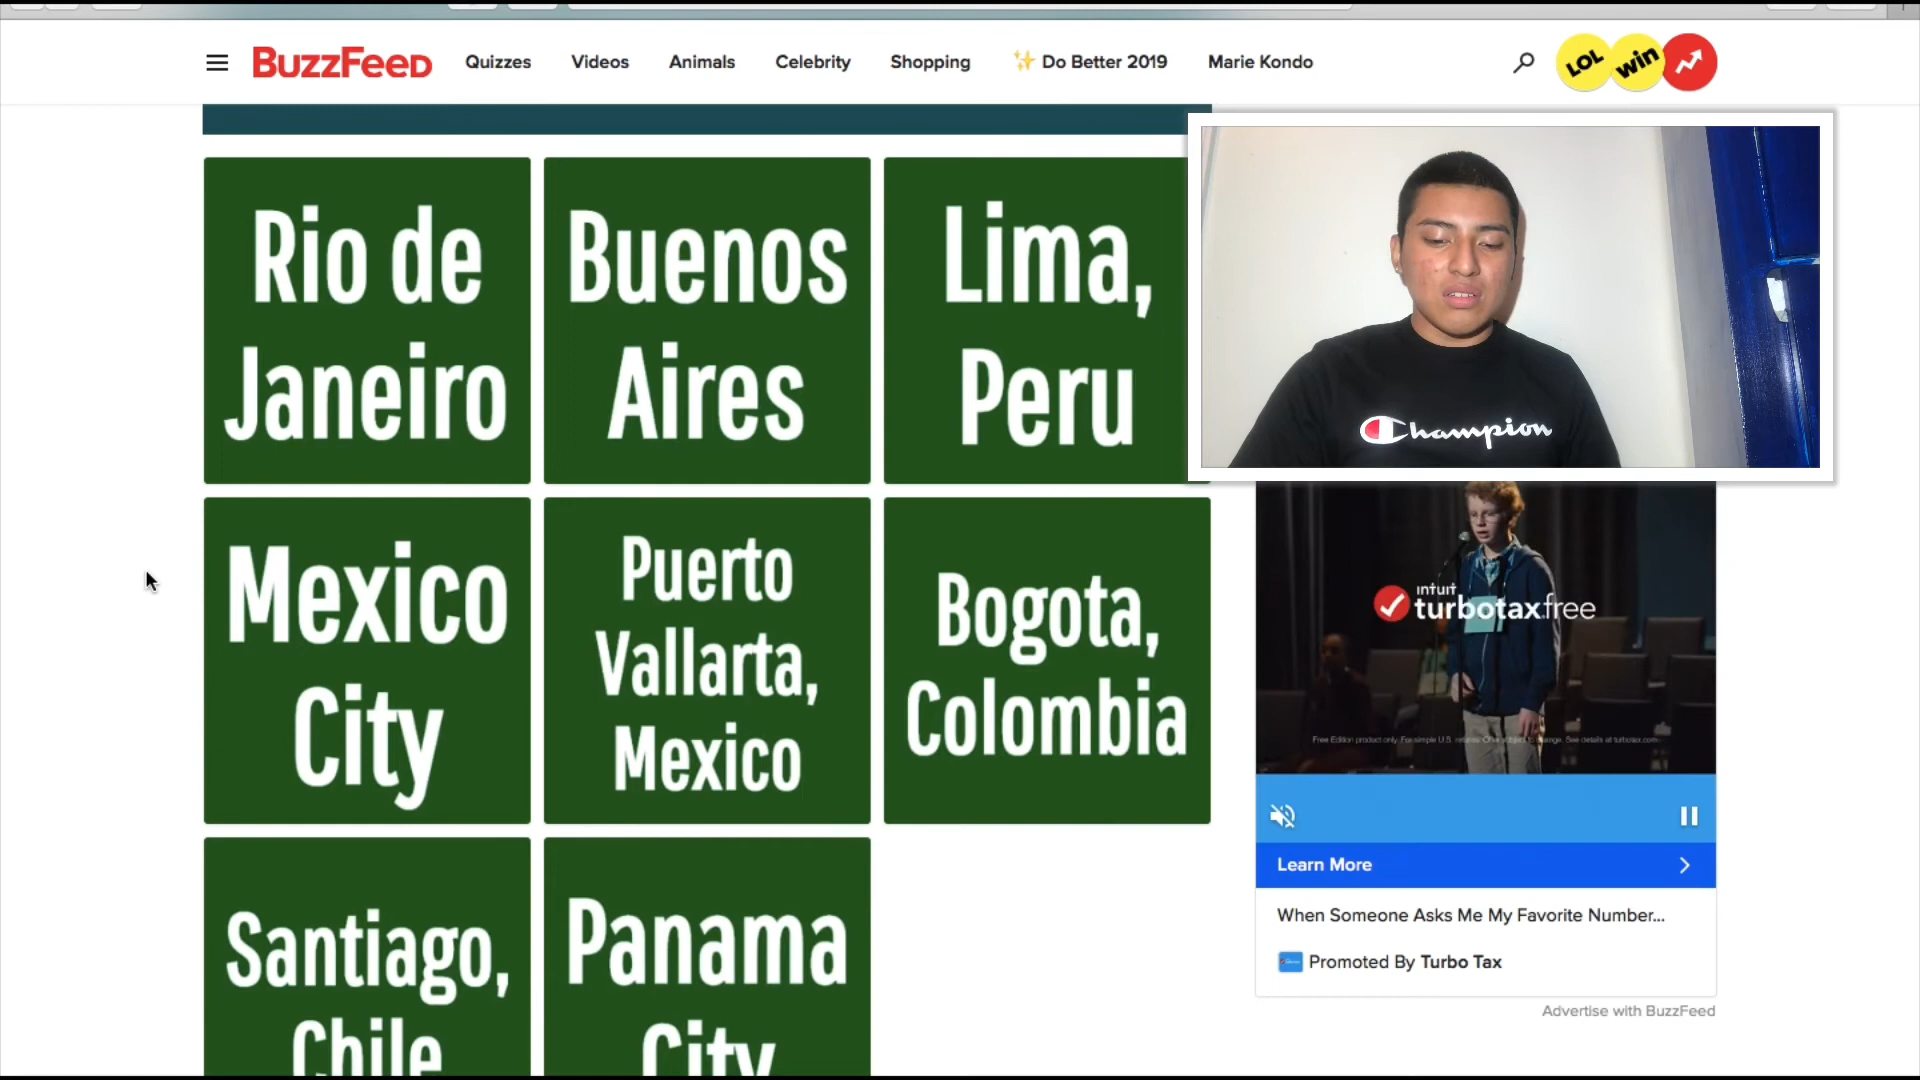 BuzzFeed
Quizzes
Videos
Animals
Celebrity
Shopping
Do Better 2019
Marie Kondo
LOL
win
Rio de
Janeiro
Buenos
Aires
Lima,
Peru
Champion
Mexico
City
Puerto
Vallarta,
Mexico
Bogota,
Colombia
intuit
turbotax free
Santiago,
Chile
Panama
City
Learn More
When Someone Asks Me My Favorite Number...
Promoted By Turbo Tax
Advertise with BuzzFeed